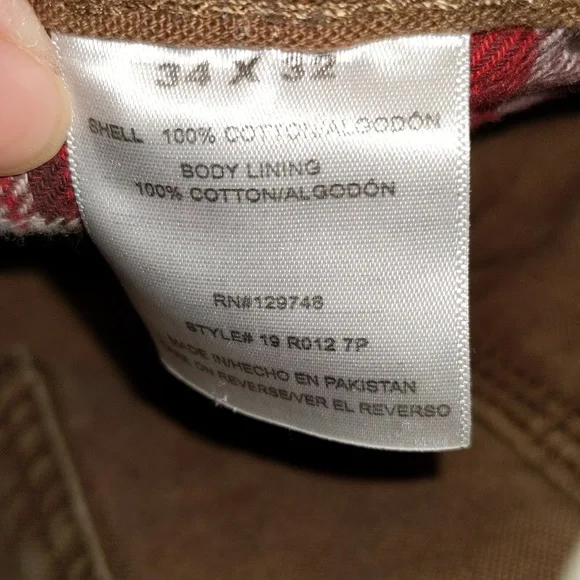 34 X 32
SHELL 100% COTTON/ALGODÓN
BODY LINING
100% COTTON/ALGODÓN
RN#129748
STYLE# 19 R012 7P
MADE IN/HECHO EN PAKISTAN
ON REVERSE/VER EL REVERSO